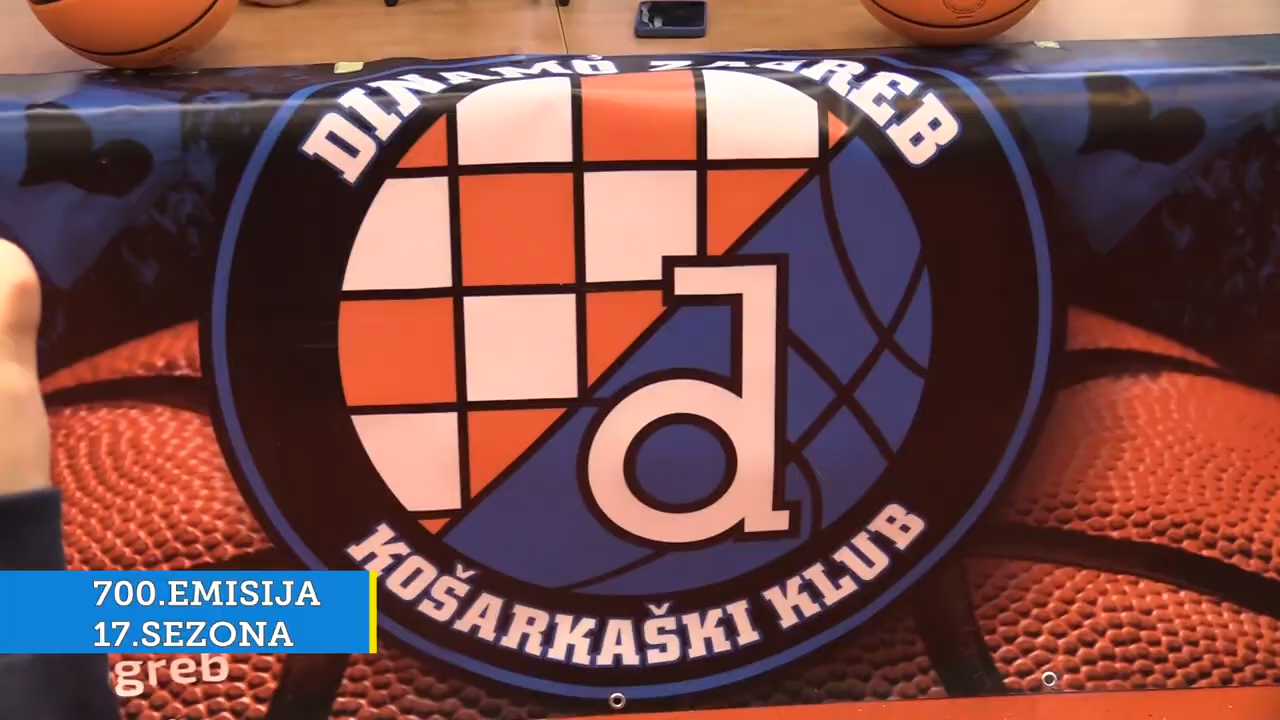 DINAMO ZAGREB
d
KOŠARKAŠKI KLUB
700.EMISIJA
17.SEZONA
greb